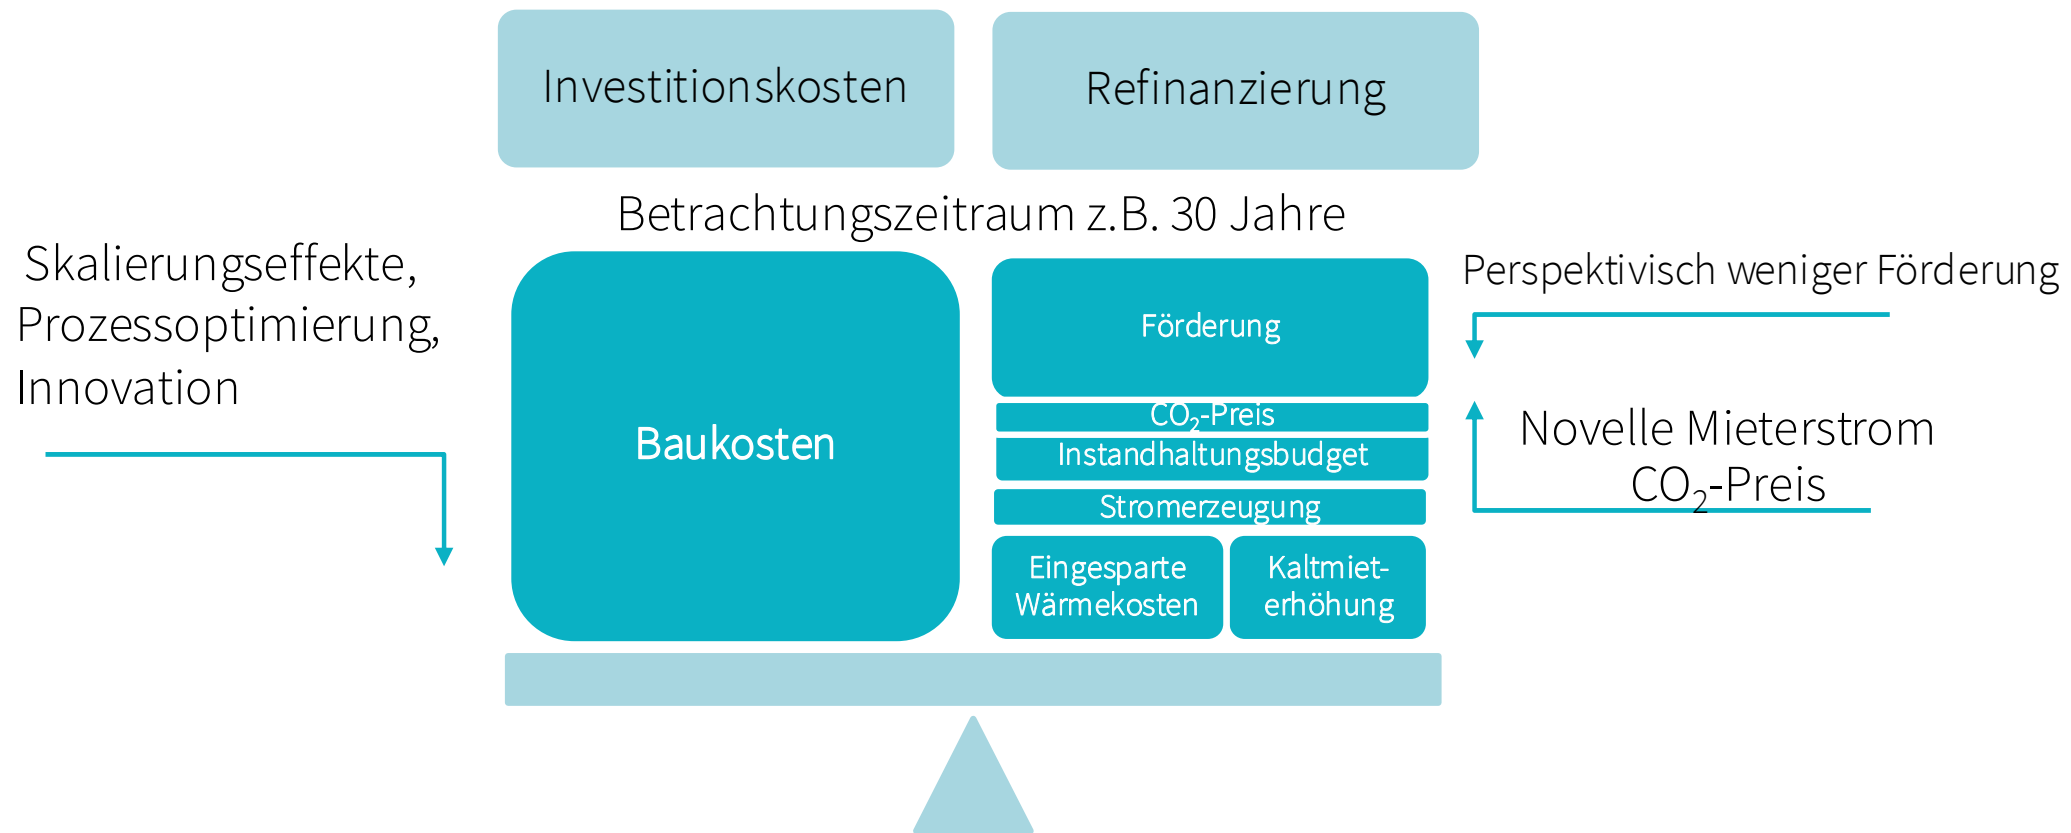 Investitionskosten
Refinanzierung
Betrachtungszeitraum z.B. 30 Jahre
Skalierungseffekte,
Prozessoptimierung,
Innovation
Baukosten
Förderung
CO₂-Preis
Instandhaltungsbudget
Stromerzeugung
Eingesparte
Wärmekosten
Kaltmiet-
erhöhung
Perspektivisch weniger Förderung
Novelle Mieterstrom
CO₂-Preis